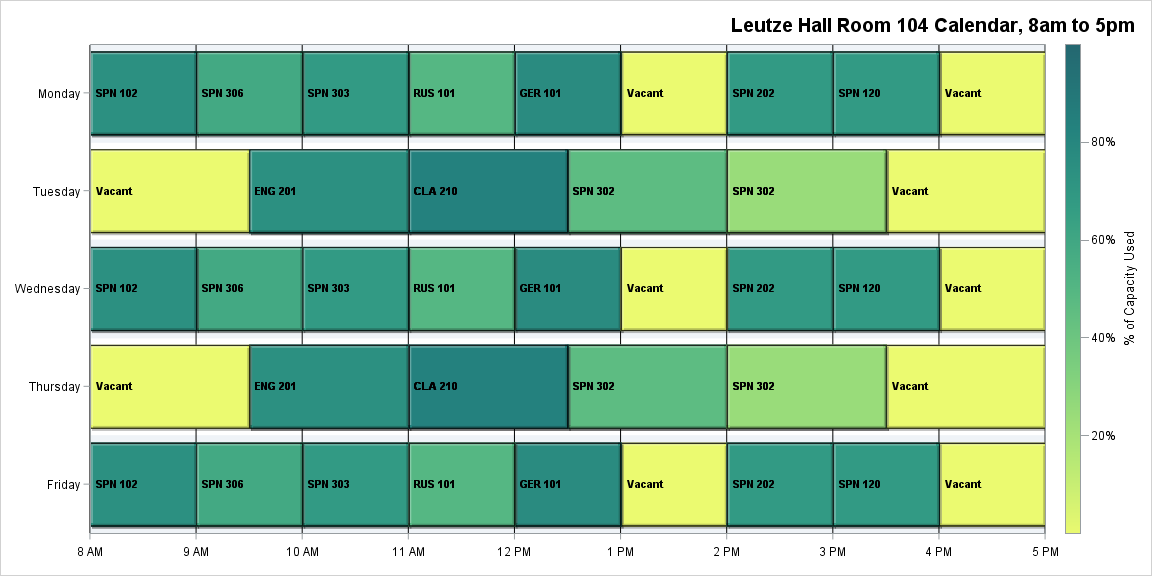 Leutze Hall Room 104 Calendar, 8am to 5pm
Monday SPN 102 SPN 306 SPN 303 RUS 101 GER 101 Vacant SPN 202 SPN 120 Vacant
Tuesday Vacant ENG 201 CLA 210 SPN 302 SPN 302 Vacant
Wednesday SPN 102 SPN 306 SPN 303 RUS 101 GER 101 Vacant SPN 202 SPN 120 Vacant
Thursday Vacant ENG 201 CLA 210 SPN 302 SPN 302 Vacant
Friday SPN 102 SPN 306 SPN 303 RUS 101 GER 101 Vacant SPN 202 SPN 120 Vacant
8 AM 9 AM 10 AM 11 AM 12 PM 1 PM 2 PM 3 PM 4 PM 5 PM
80%
60%
40%
20%
% of Capacity Used